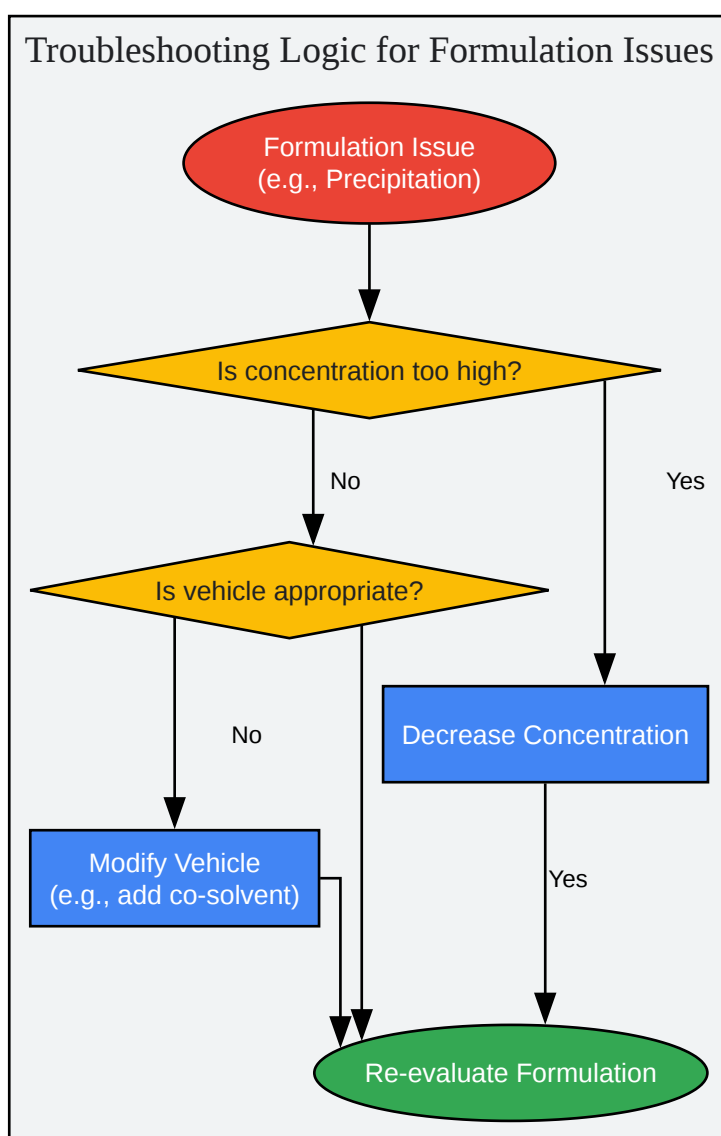 Troubleshooting Logic for Formulation Issues
Formulation Issue
(e.g., Precipitation)
Is concentration too high?
No
Yes
Is vehicle appropriate?
No
Decrease Concentration
Modify Vehicle
(e.g., add co-solvent)
Yes
Re-evaluate Formulation